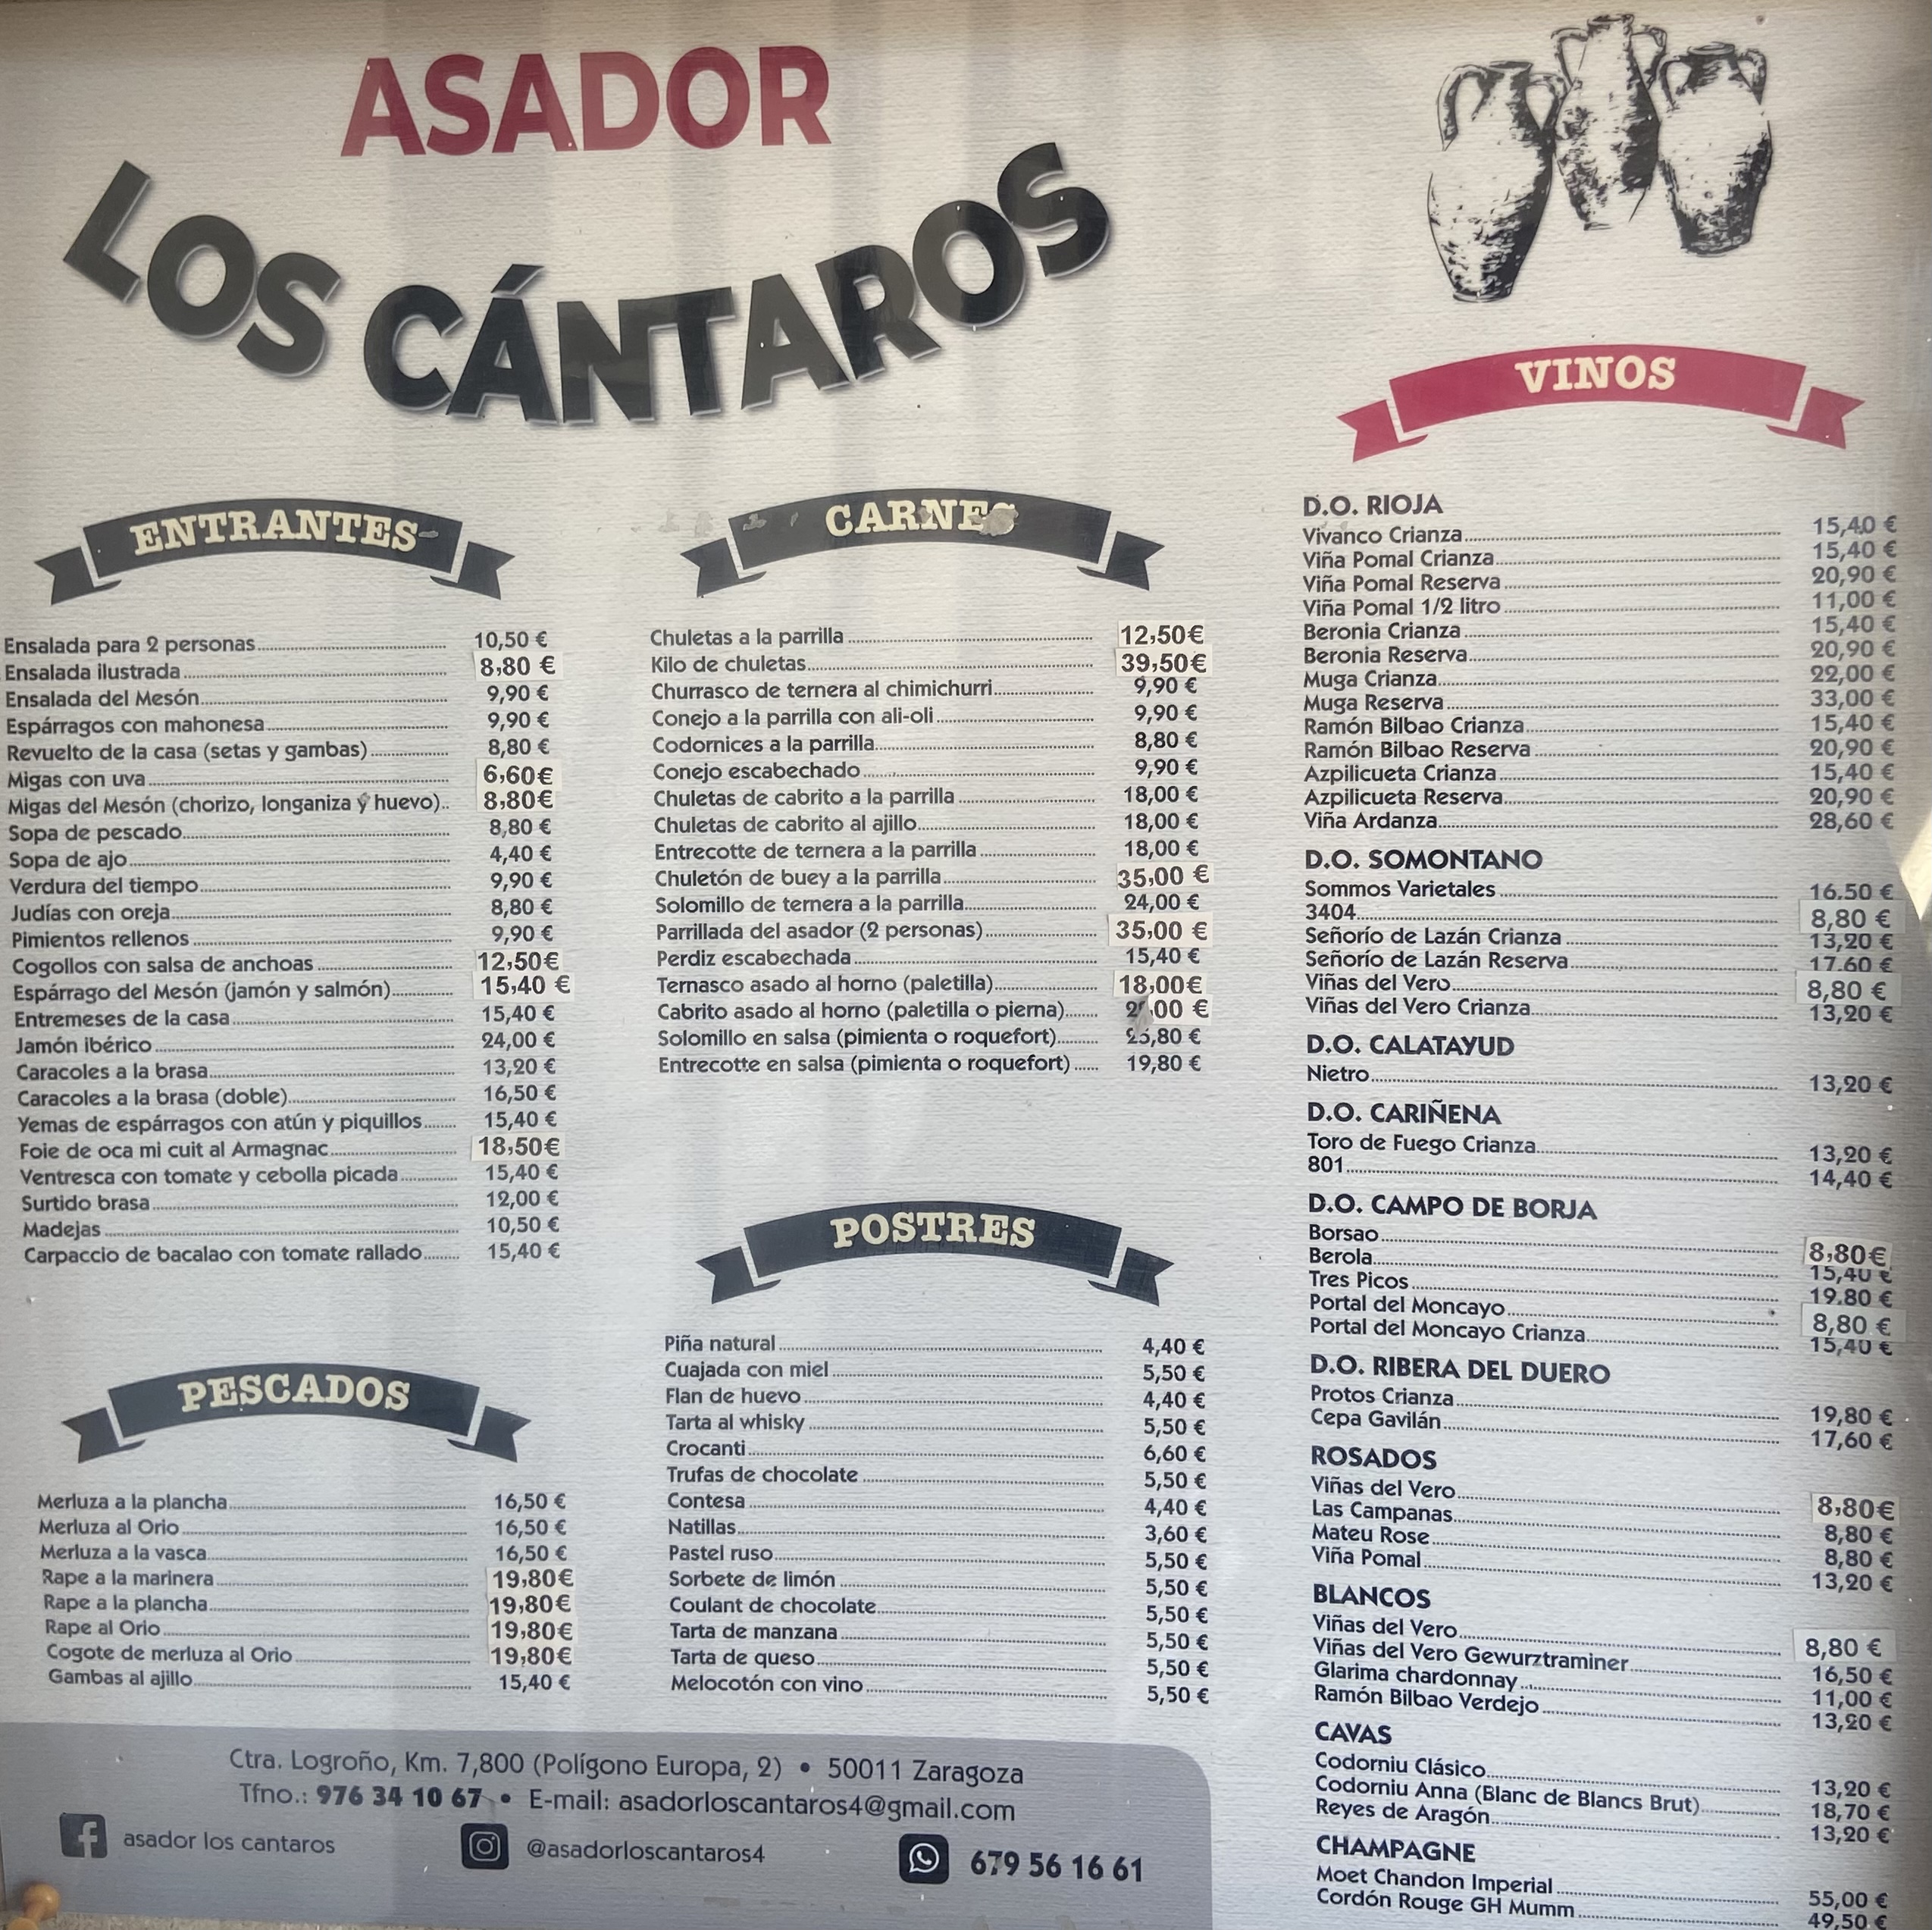 ASADOR
LOS CÁNTAROS
ENTRANTES
Ensalada para 2 personas 10,50 €
Ensalada ilustrada 8,80 €
Ensalada del Mesón 9,90 €
Espárragos con mahonesa 9,90 €
Revuelto de la casa (setas y gambas) 8,80 €
Migas con uva 6,60€
Migas del Mesón (chorizo, longaniza y huevo) 8,80€
Sopa de pescado 8,80 €
Sopa de ajo 4,40 €
Verdura del tiempo 9,90 €
Judías con oreja 8,80 €
Pimientos rellenos 9,90 €
Cogollos con salsa de anchoas 12,50€
Espárrago del Mesón (jamón y salmón) 15,40 €
Entremeses de la casa 15,40 €
Jamón ibérico 24,00 €
Caracoles a la brasa 13,20 €
Caracoles a la brasa (doble) 16,50 €
Yemas de espárragos con atún y piquillos 15,40 €
Foie de oca mi cuit al Armagnac 18,50€
Ventresca con tomate y cebolla picada 15,40 €
Surtido brasa 12,00 €
Madejas 10,50 €
Carpaccio de bacalao con tomate rallado 15,40 €
PESCADOS
Merluza a la plancha 16,50 €
Merluza al Orio 16,50 €
Merluza a la vasca 16,50 €
Rape a la marinera 19,80€
Rape a la plancha 19,80€
Rape al Orio 19,80€
Cogote de merluza al Orio 19,80€
Gambas al ajillo 15,40 €
CARNES
Chuletas a la parrilla 12,50€
Kilo de chuletas 39,50€
Churrasco de ternera al chimichurri 9,90 €
Conejo a la parrilla con ali-oli 9,90 €
Codornices a la parrilla 8,80 €
Conejo escabechado 9,90 €
Chuletas de cabrito a la parrilla 18,00 €
Chuletas de cabrito al ajillo 18,00 €
Entrecotte de ternera a la parrilla 18,00 €
Chuletón de buey a la parrilla 35,00 €
Solomillo de ternera a la parrilla 24,00 €
Parrillada del asador (2 personas) 35,00 €
Perdiz escabechada 15,40 €
Ternasco asado al horno (paletilla) 18,00€
Cabrito asado al horno (paletilla o pierna)
Solomillo en salsa (pimienta o roquefort)
Entrecotte en salsa (pimienta o roquefort) 19,80 €
POSTRES
Piña natural 4,40 €
Cuajada con miel 5,50 €
Flan de huevo 4,40 €
Tarta al whisky 5,50 €
Crocanti 6,60 €
Trufas de chocolate 5,50 €
Contesa 4,40 €
Natillas 3,60 €
Pastel ruso 5,50 €
Sorbete de limón 5,50 €
Coulant de chocolate 5,50 €
Tarta de manzana 5,50 €
Tarta de queso 5,50 €
Melocotón con vino 5,50 €
VINOS
D.O. RIOJA
Vivanco Crianza 15,40 €
Viña Pomal Crianza 15,40 €
Viña Pomal Reserva 20,90 €
Viña Pomal 1/2 litro 11,00 €
Beronia Crianza 15,40 €
Beronia Reserva 20,90 €
Muga Crianza 22,00 €
Muga Reserva 33,00 €
Ramón Bilbao Crianza 15,40 €
Ramón Bilbao Reserva 20,90 €
Azpilicueta Crianza 15,40 €
Azpilicueta Reserva 20,90 €
Viña Ardanza 28,60 €
D.O. SOMONTANO
Sommos Varietales 16,50 €
3404 8,80 €
Señorío de Lazán Crianza 13,20 €
Señorío de Lazán Reserva 17,60 €
Viñas del Vero 8,80 €
Viñas del Vero Crianza 13,20 €
D.O. CALATAYUD
Nietro 13,20 €
D.O. CARIÑENA
Toro de Fuego Crianza 13,20 €
801 14,40 €
D.O. CAMPO DE BORJA
Borsao 8,80€
Berola 15,40 €
Tres Picos 19,80 €
Portal del Moncayo 8,80 €
Portal del Moncayo Crianza 15,40 €
D.O. RIBERA DEL DUERO
Protos Crianza 19,80 €
Cepa Gavilán 17,60 €
ROSADOS
Viñas del Vero 8,80€
Las Campanas 8,80 €
Mateu Rose 8,80 €
Viña Pomal 13,20 €
BLANCOS
Viñas del Vero 8,80 €
Viñas del Vero Gewurztraminer 16,50 €
Glarima chardonnay 11,00 €
Ramón Bilbao Verdejo 13,20 €
CAVAS
Codorniu Clásico 13,20 €
Codorniu Anna (Blanc de Blancs Brut) 18,70 €
Reyes de Aragón 13,20 €
CHAMPAGNE
Moet Chandon Imperial 55,00 €
Cordón Rouge GH Mumm 49,50 €
Ctra. Logroño, Km. 7,800 (Polígono Europa, 2) • 50011 Zaragoza
Tfno.: 976 34 10 67 • E-mail: asadorloscantaros4@gmail.com
asador los cantaros @asadorloscantaros4 679 56 16 61